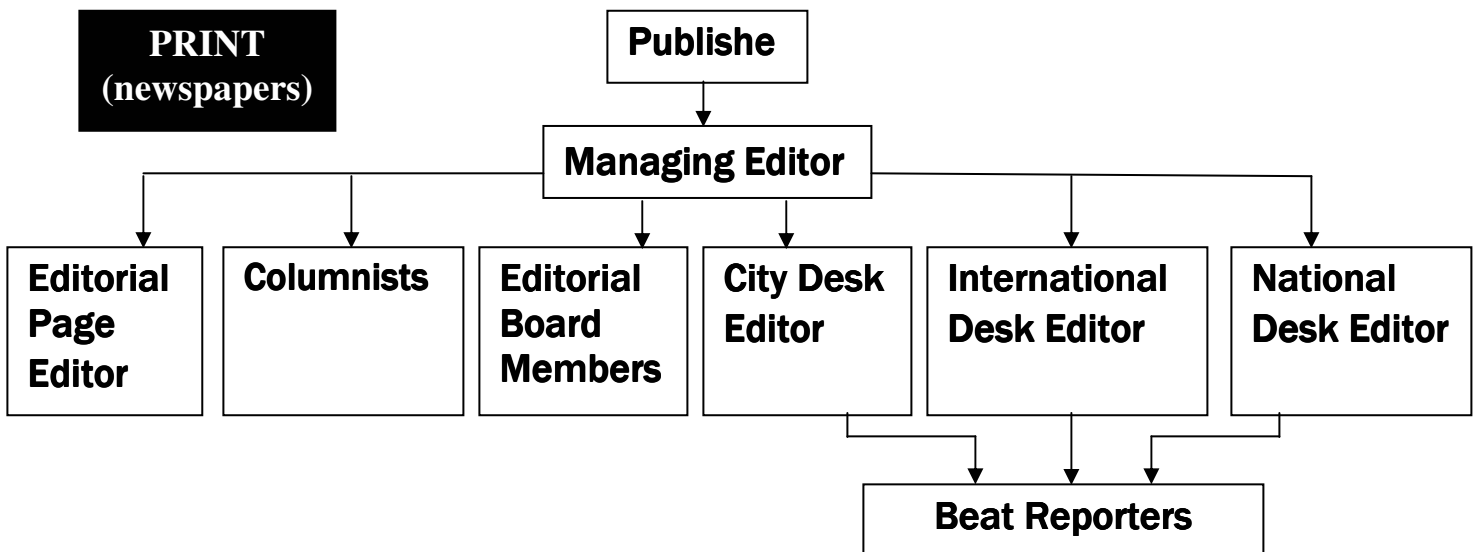 PRINT
(newspapers)
Publishe
Managing Editor
Editorial
Page
Editor
Columnists
Editorial
Board
Members
City Desk
Editor
International
Desk Editor
National
Desk Editor
Beat Reporters